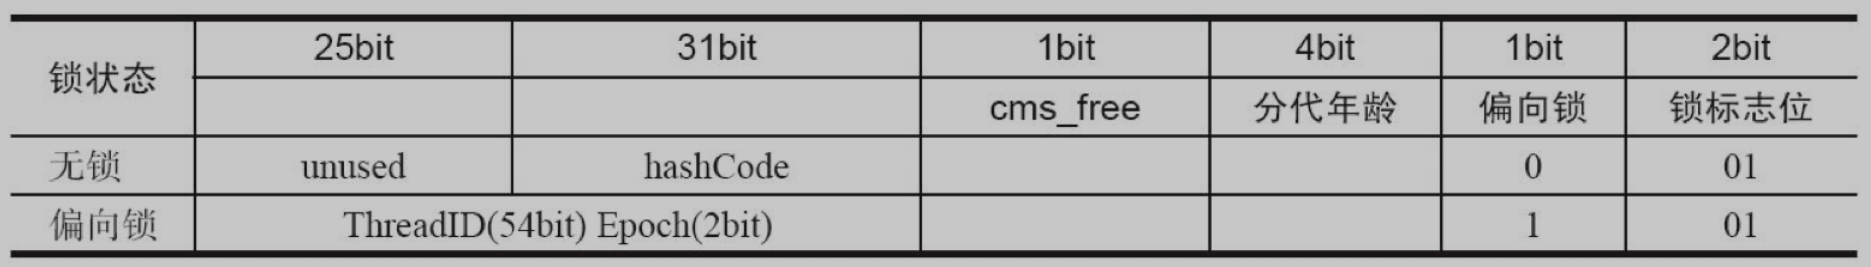 锁状态 25bit 31bit 1bit 4bit 1bit 2bit
cms_free 分代年龄 偏向锁 锁标志位
无锁 unused hashCode 0 01
偏向锁 ThreadID(54bit) Epoch(2bit) 1 01